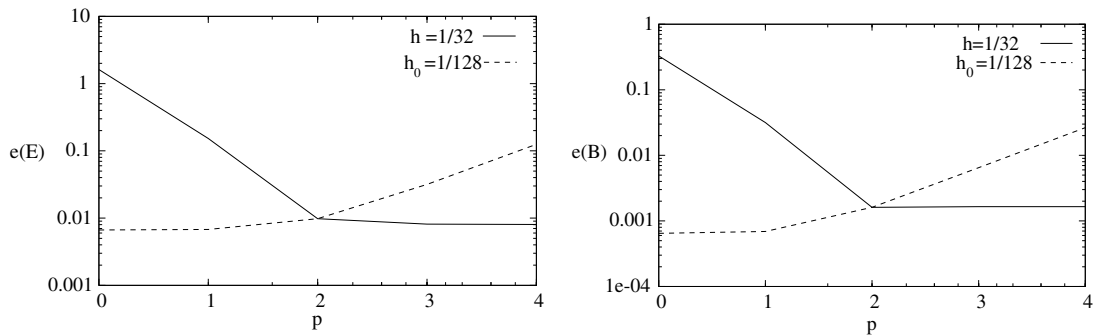 10
1
0.1
0.01
0.001
e(E)
h =1/32
h0 =1/128
0 1 2 3 4
p
1
0.1
0.01
0.001
1e-04
e(B)
h=1/32
h0 =1/128
0 1 2 3 4
p